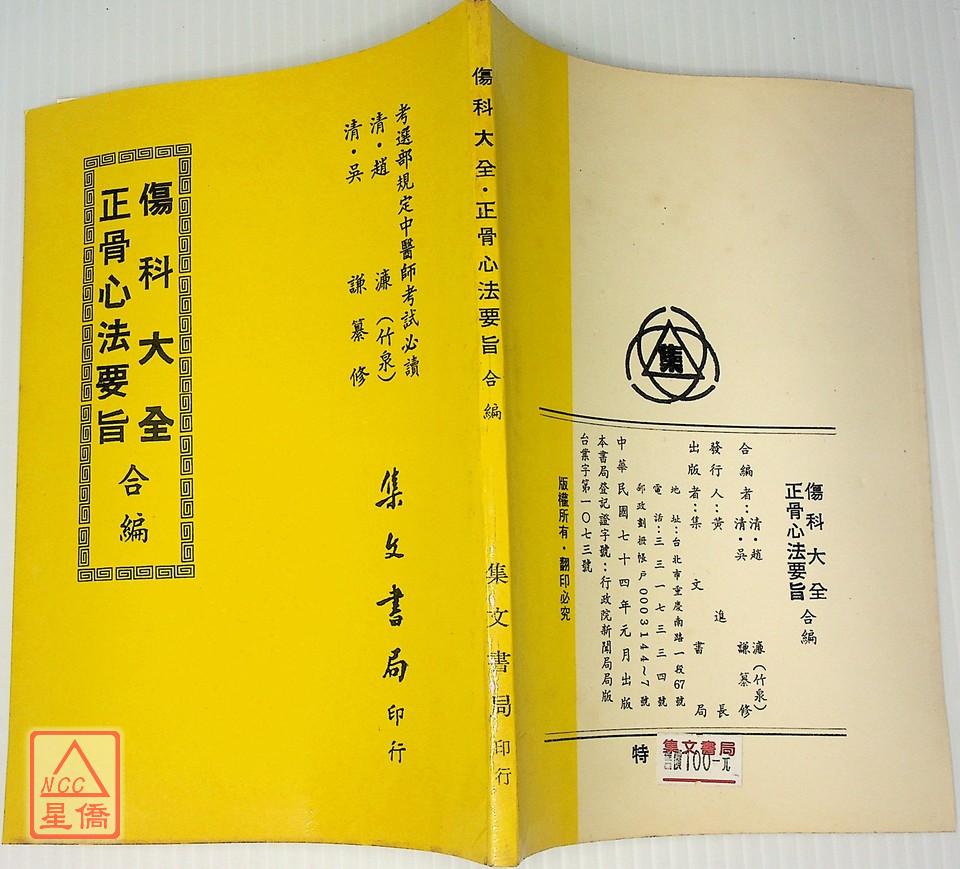 考選部規定中醫師考試必讀
清．趙 濂（竹泉）
清．吳 謙纂修
傷科大全
正骨心法要旨
合編
集文書局印行
傷科大全．正骨心法要旨合編
集文書局印行
集
傷科大全
正骨心法要旨
合編
合編者：清．趙 濂（竹泉）
清．吳 謙纂修
發行人：黃進長
出版者：集文書局
地址：台北市重慶南路一段67號
電話：三三一七三三四號
郵政劃撥帳戶0003144～7號
中華民國七十四年元月出版
本書局登記證字號：行政院新聞局局版
台業字第一０七三號
版權所有．翻印必究
特
集文書局
100-元
NCC
星僑